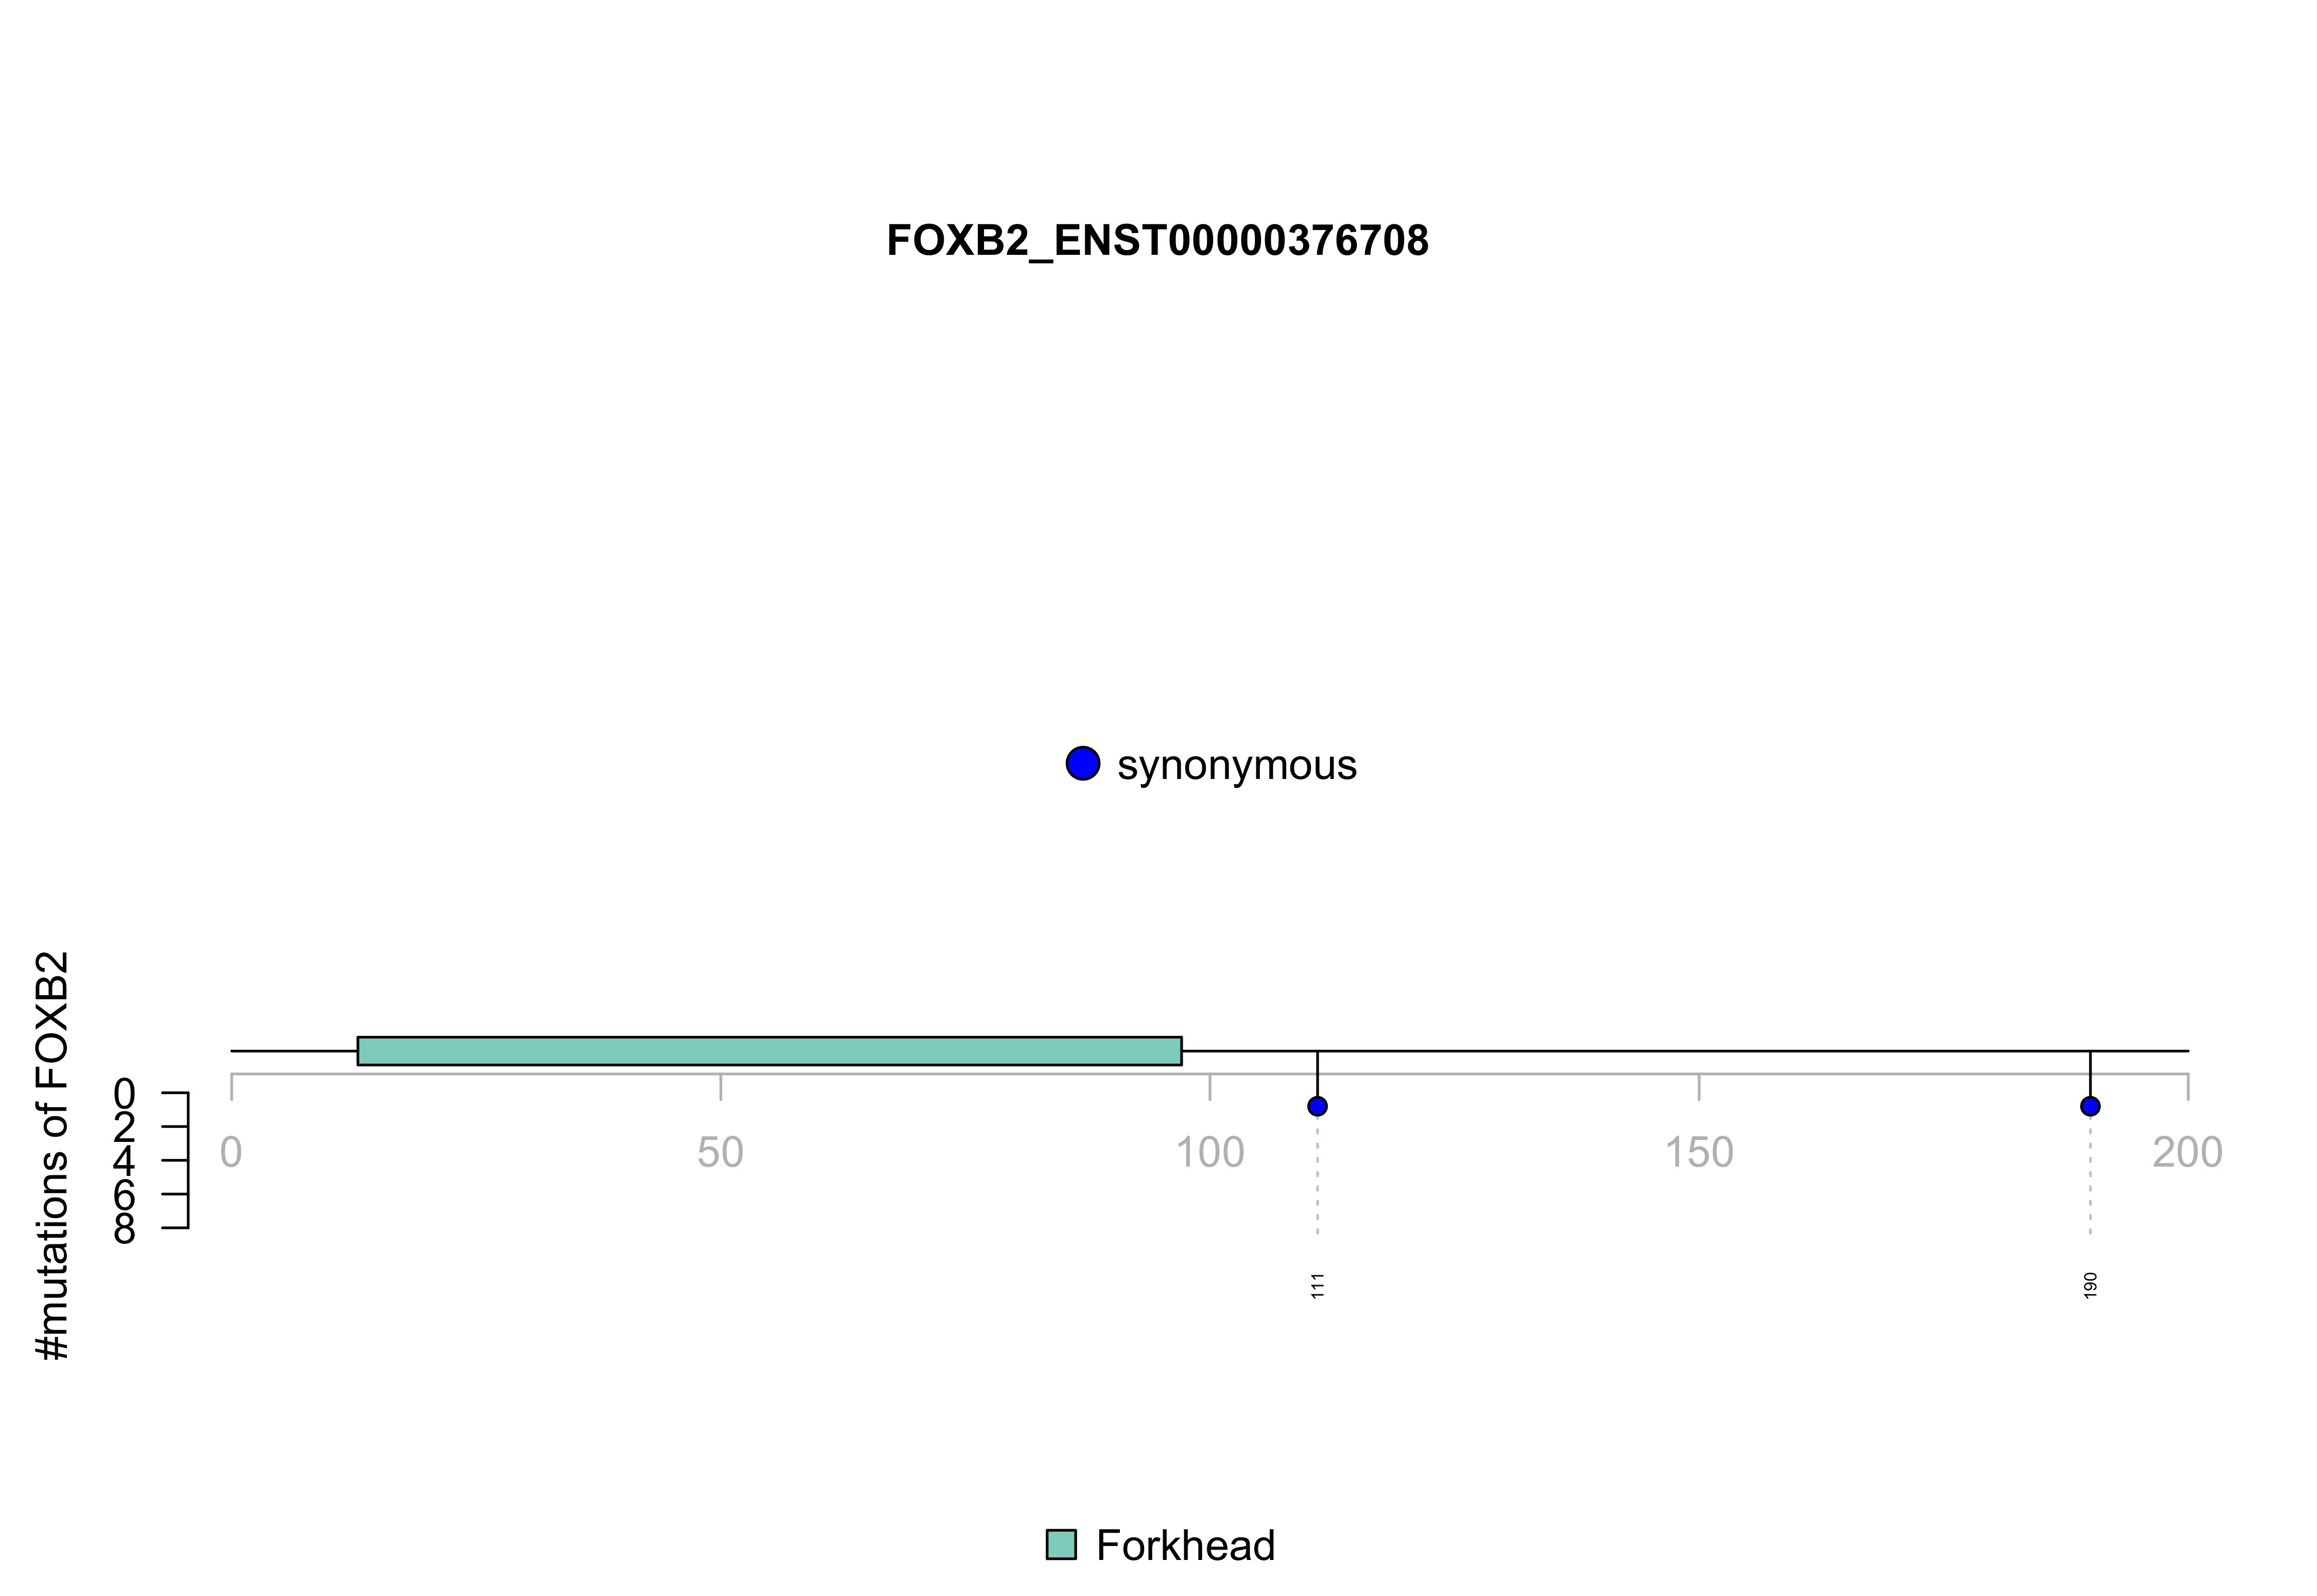 FOXB2_ENST00000376708
synonymous
#mutations of FOXB2
0
2
4
6
8
0 50 100 150 200
111 190
Forkhead